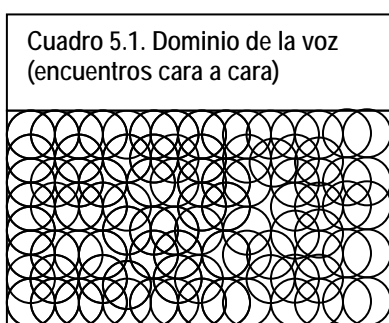 Cuadro 5.1. Dominio de la voz
(encuentros cara a cara)